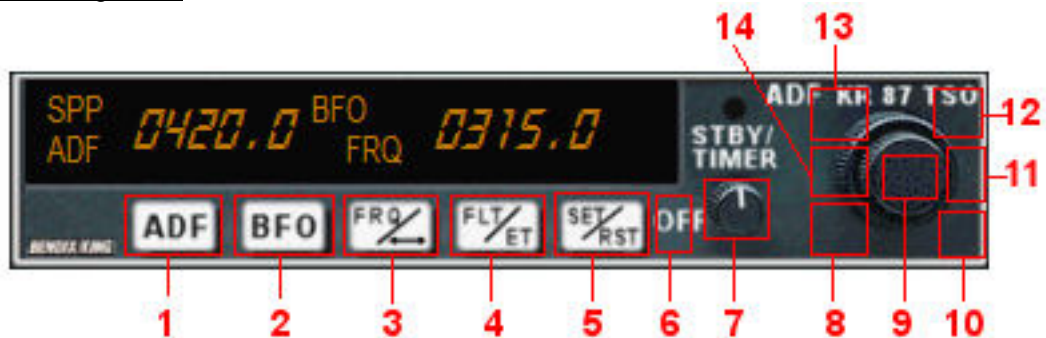 14 13
ADF KR 87 TSO
12
SPP 0420.0 BFO 0315.0
ADF FRQ
STBY/
TIMER
11
ADF BFO FRQ/↔ FLT/ET SET/RST OFF
BENDIX/KING
1 2 3 4 5 6 7 8 9 10